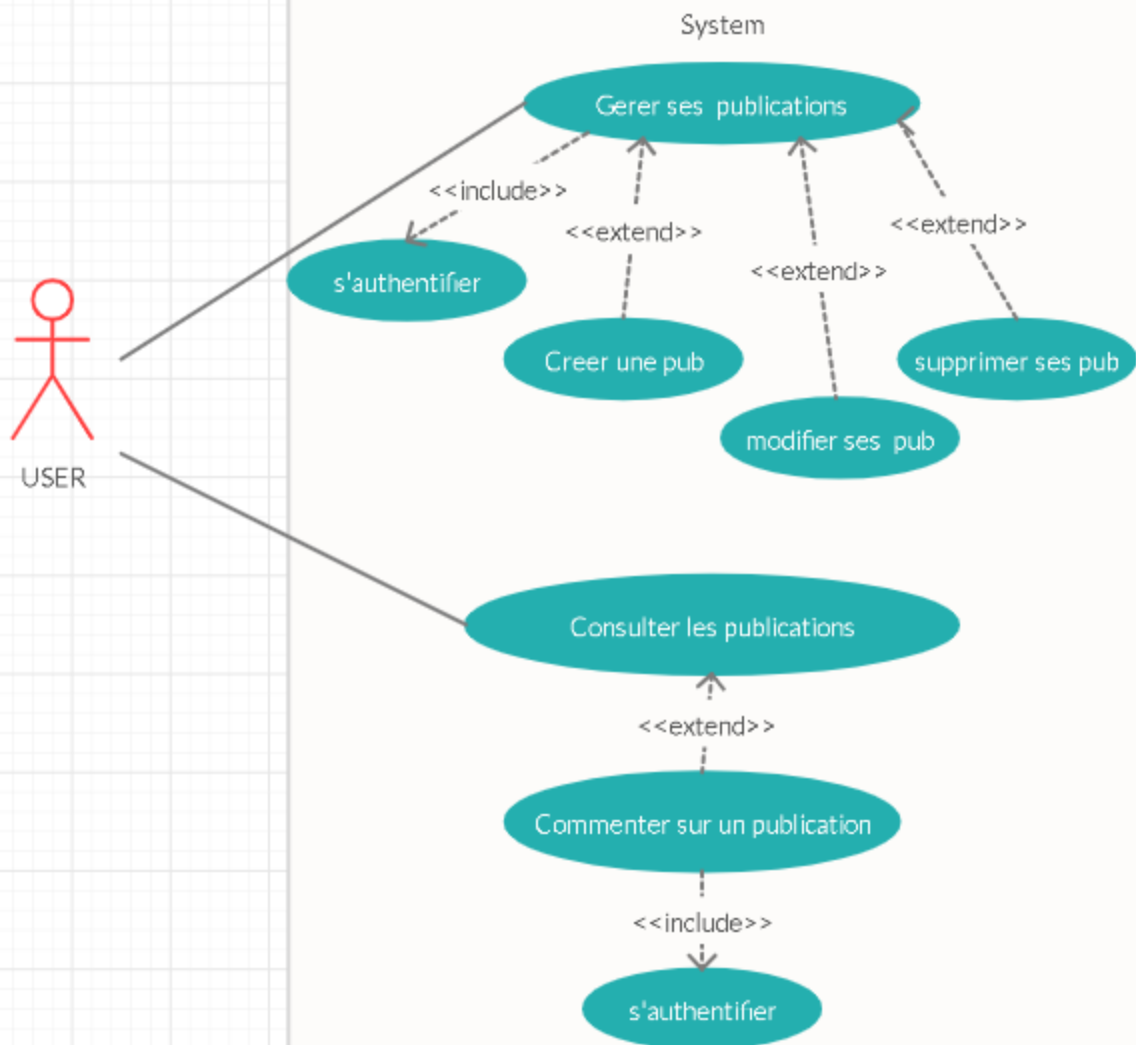 System
Gerer ses publications
<<include>>
<<extend>>
<<extend>>
<<extend>>
s'authentifier
Creer une pub
supprimer ses pub
modifier ses pub
USER
Consulter les publications
<<extend>>
Commenter sur un publication
<<include>>
s'authentifier